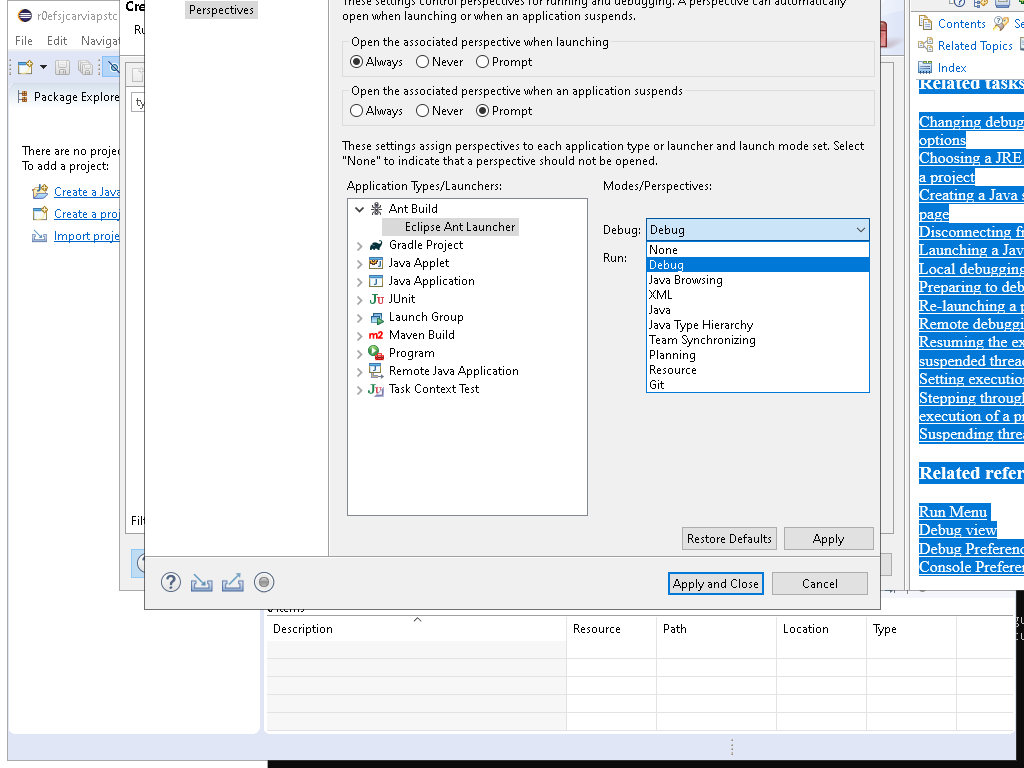 r0efsjcarviapstc
File Edit Navigat
Package Explore
There are no projec
To add a project:
Create a Java
Create a proj
Import proje
Cre
Ru
ty
Filt
Perspectives
These settings control perspectives for running and debugging. A perspective can automatically
open when launching or when an application suspends.
Open the associated perspective when launching
Always Never Prompt
Open the associated perspective when an application suspends
Always Never Prompt
These settings assign perspectives to each application type or launcher and launch mode set. Select
"None" to indicate that a perspective should not be opened.
Application Types/Launchers:
Ant Build
Eclipse Ant Launcher
Gradle Project
Java Applet
Java Application
JUnit
Launch Group
Maven Build
Program
Remote Java Application
Task Context Test
Modes/Perspectives:
Debug: Debug
Run:
None
Debug
Java Browsing
XML
Java
Java Type Hierarchy
Team Synchronizing
Planning
Resource
Git
Restore Defaults Apply
Apply and Close Cancel
Contents Se
Related Topics
Index
Related tasks
Changing debug
options
Choosing a JRE
a project
Creating a Java s
page
Disconnecting fr
Launching a Jav
Local debugging
Preparing to deb
Re-launching a p
Remote debuggi
Resuming the ex
suspended threa
Setting execution
Stepping through
execution of a pr
Suspending threa
Related refer
Run Menu
Debug view
Debug Preferenc
Console Preferen
0 items
Description Resource Path Location Type